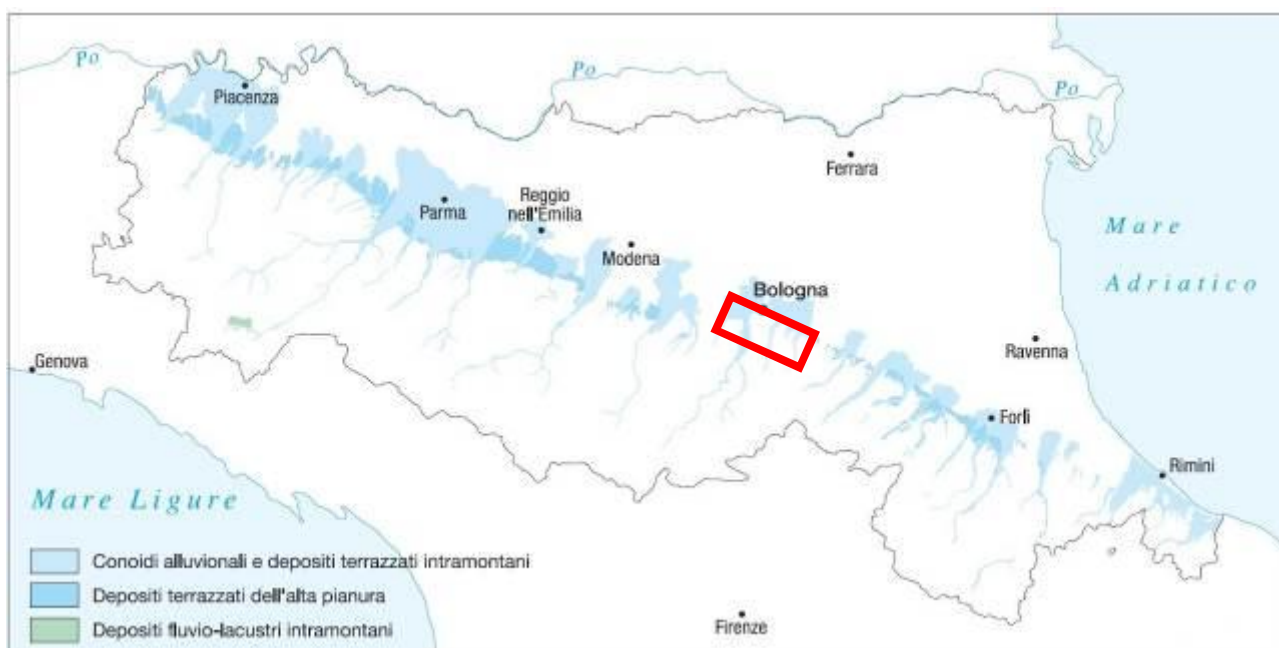 Po
Po
Po
Piacenza
Ferrara
Parma
Reggio
nell'Emilia
Modena
Mare
Adriatico
Bologna
Ravenna
Genova
Forlì
Rimini
Mare Ligure
Conoidi alluvionali e depositi terrazzati intramontani
Depositi terrazzati dell'alta pianura
Depositi fluvio-lacustri intramontani
Firenze